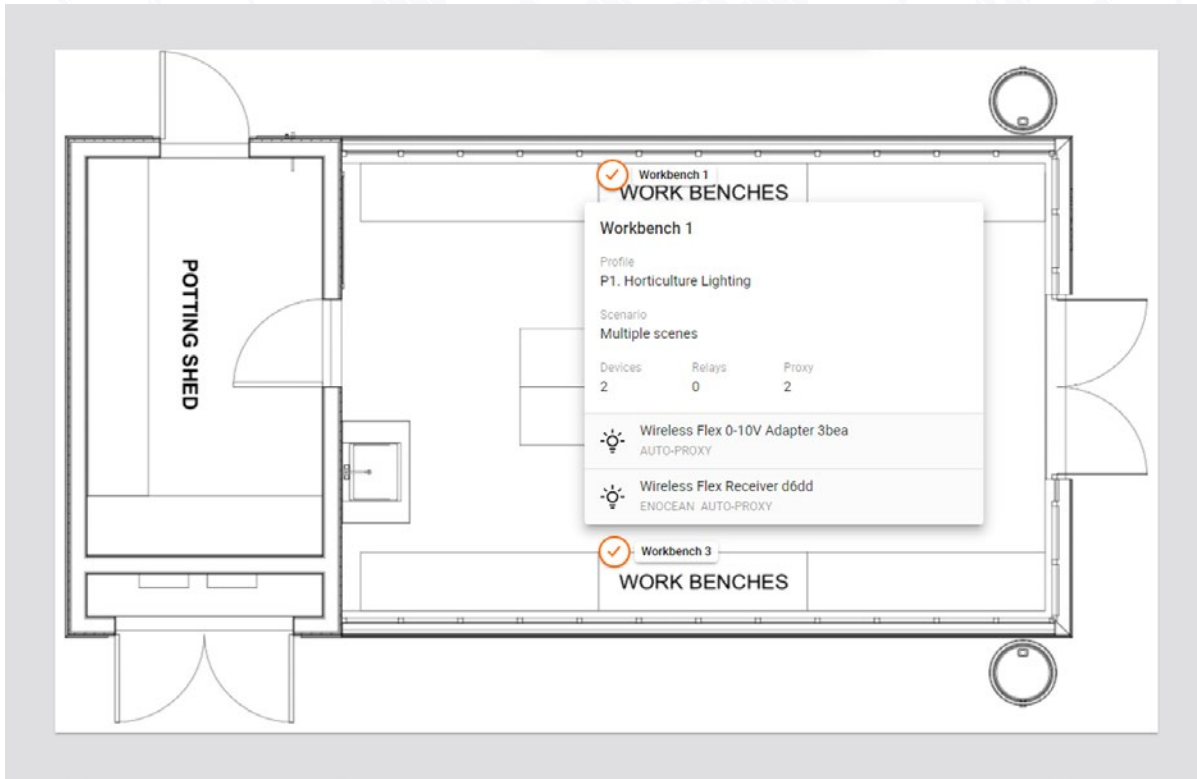 Workbench 1
WORK BENCHES
Workbench 1
Profile
P1. Horticulture Lighting
Scenario
Multiple scenes
Devices Relays Proxy
2 0 2
Wireless Flex 0-10V Adapter 3bea
AUTO-PROXY
Wireless Flex Receiver d6dd
ENOCEAN AUTO-PROXY
POTTING SHED
Workbench 3
WORK BENCHES